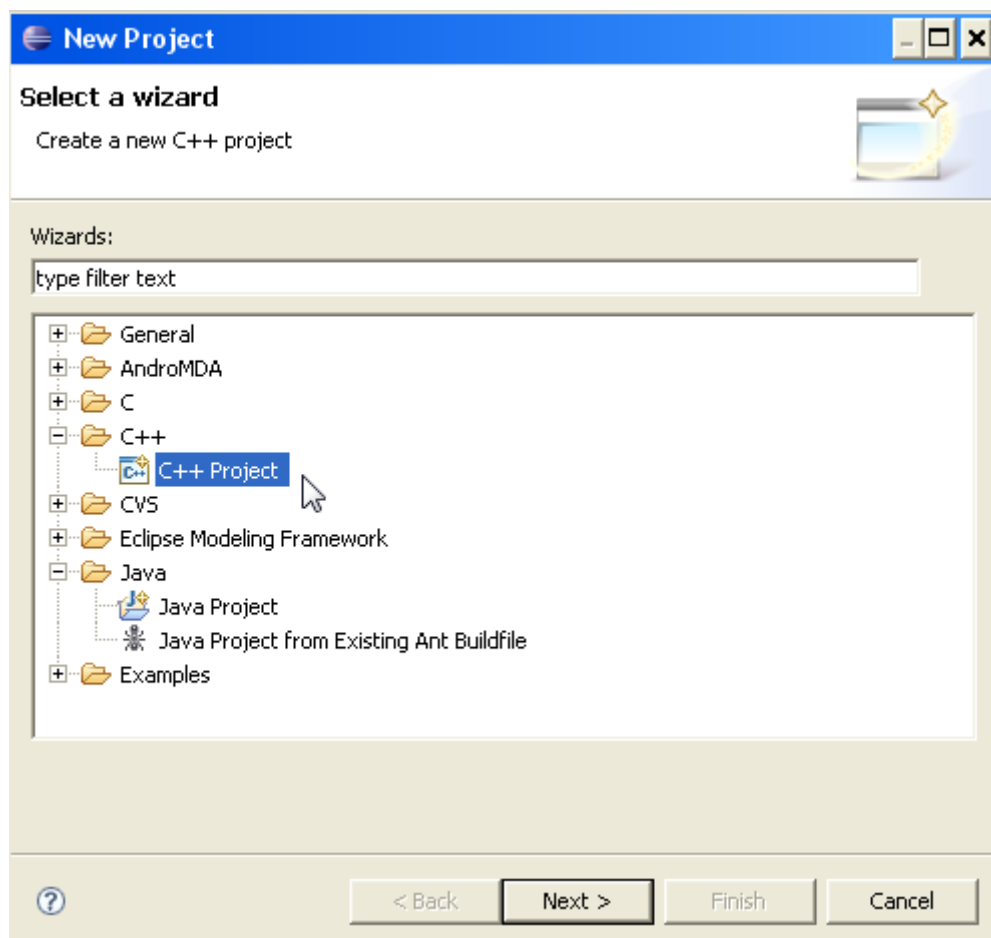 New Project
Select a wizard
Create a new C++ project
Wizards:
type filter text
General
AndroMDA
C
C++
C++ Project
CVS
Eclipse Modeling Framework
Java
Java Project
Java Project from Existing Ant Buildfile
Examples
< Back Next > Finish Cancel